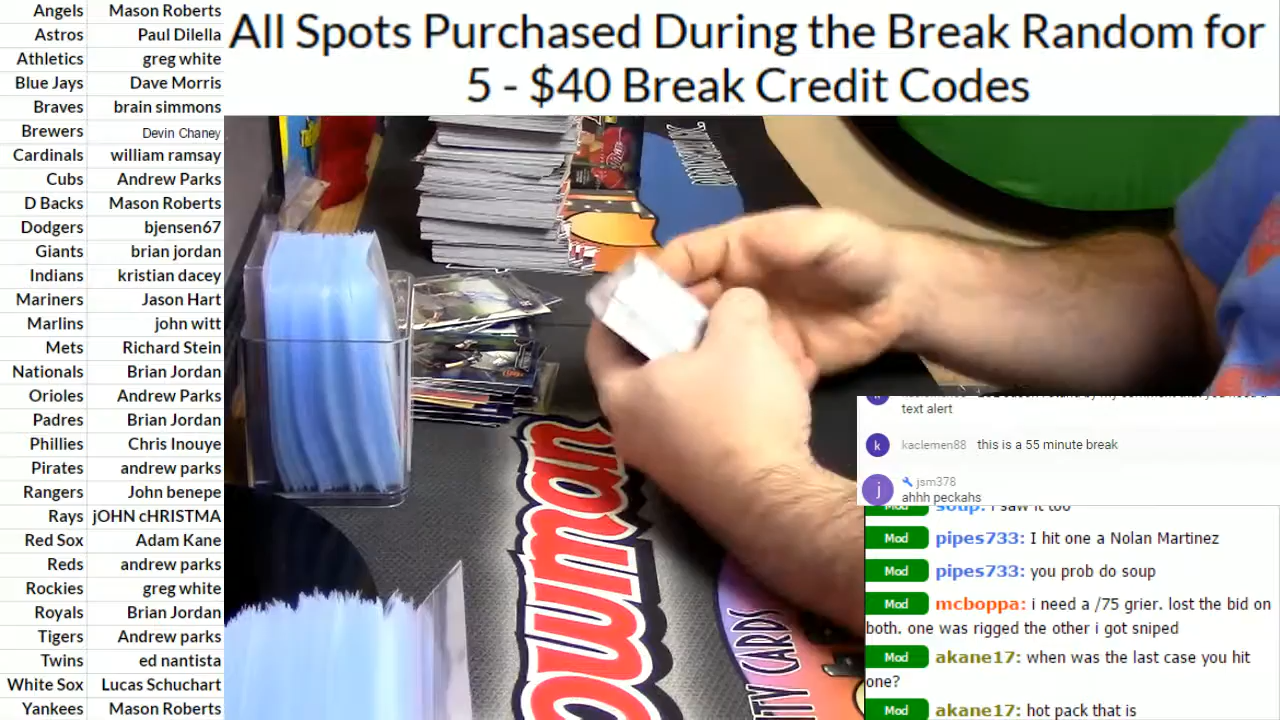 All Spots Purchased During the Break Random for
5 - $40 Break Credit Codes
Angels Mason Roberts
Astros Paul Dilella
Athletics greg white
Blue Jays Dave Morris
Braves brain simmons
Brewers Devin Chaney
Cardinals william ramsay
Cubs Andrew Parks
D Backs Mason Roberts
Dodgers bjensen67
Giants brian jordan
Indians kristian dacey
Mariners Jason Hart
Marlins john witt
Mets Richard Stein
Nationals Brian Jordan
Orioles Andrew Parks
Padres Brian Jordan
Phillies Chris Inouye
Pirates andrew parks
Rangers John benepe
Rays jOHN cHRISTMA
Red Sox Adam Kane
Reds andrew parks
Rockies greg white
Royals Brian Jordan
Tigers Andrew parks
Twins ed nantista
White Sox Lucas Schuchart
Yankees Mason Roberts
owman
ITY CARDS
text alert
k kaclemen88 this is a 55 minute break
j jsm378
ahhh peckahs
Mod soup: i saw it too
Mod pipes733: I hit one a Nolan Martinez
Mod pipes733: you prob do soup
Mod mcboppa: i need a /75 grier. lost the bid on
both. one was rigged the other i got sniped
Mod akane17: when was the last case you hit
one?
Mod akane17: hot pack that is